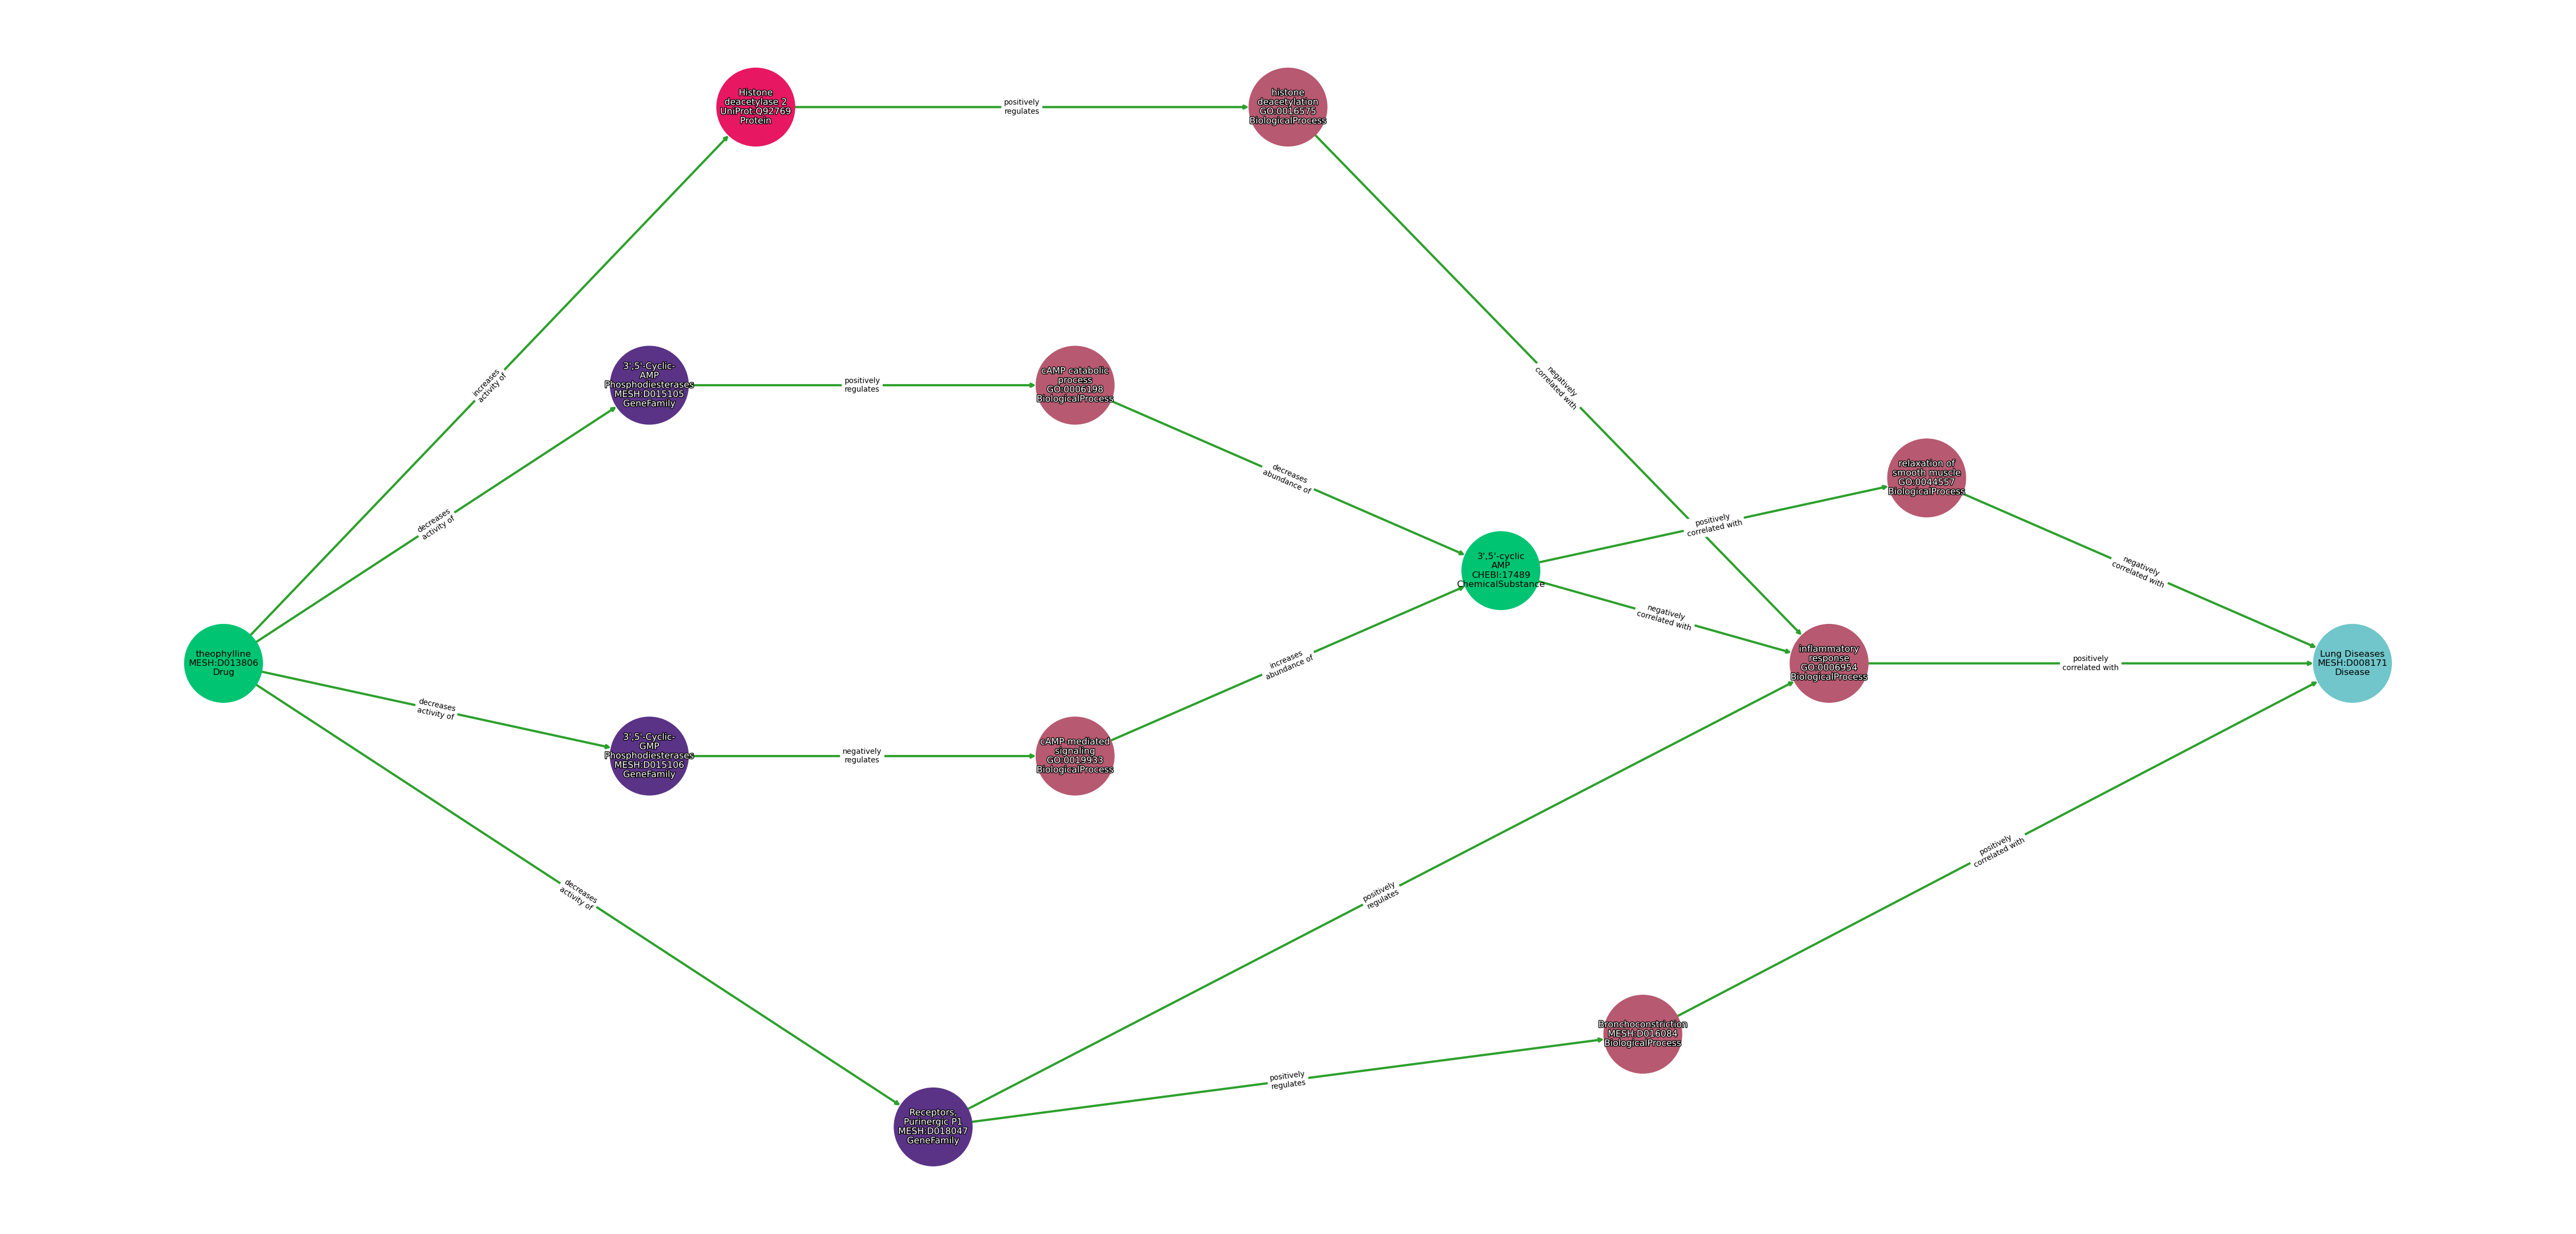 Histone
deacetylase 2
UniProt:Q92769
Protein
positively
regulates
histone
deacetylation
GO:0016575
BiologicalProcess
increases
activity of
negatively
correlated with
3',5'-Cyclic-
AMP
Phosphodiesterases
MESH:D015105
GeneFamily
positively
regulates
cAMP catabolic
process
GO:0006198
BiologicalProcess
decreases
activity of
decreases
abundance of
relaxation of
smooth muscle
GO:0044557
BiologicalProcess
positively
correlated with
3',5'-cyclic
AMP
CHEBI:17489
ChemicalSubstance
negatively
correlated with
negatively
correlated with
theophylline
MESH:D013806
Drug
increases
abundance of
inflammatory
response
GO:0006954
BiologicalProcess
positively
correlated with
Lung Diseases
MESH:D008171
Disease
decreases
activity of
3',5'-Cyclic-
GMP
Phosphodiesterases
MESH:D015106
GeneFamily
negatively
regulates
cAMP-mediated
signaling
GO:0019933
BiologicalProcess
decreases
activity of
positively
regulates
positively
correlated with
Bronchoconstriction
MESH:D016084
BiologicalProcess
positively
regulates
Receptors,
Purinergic P1
MESH:D018047
GeneFamily